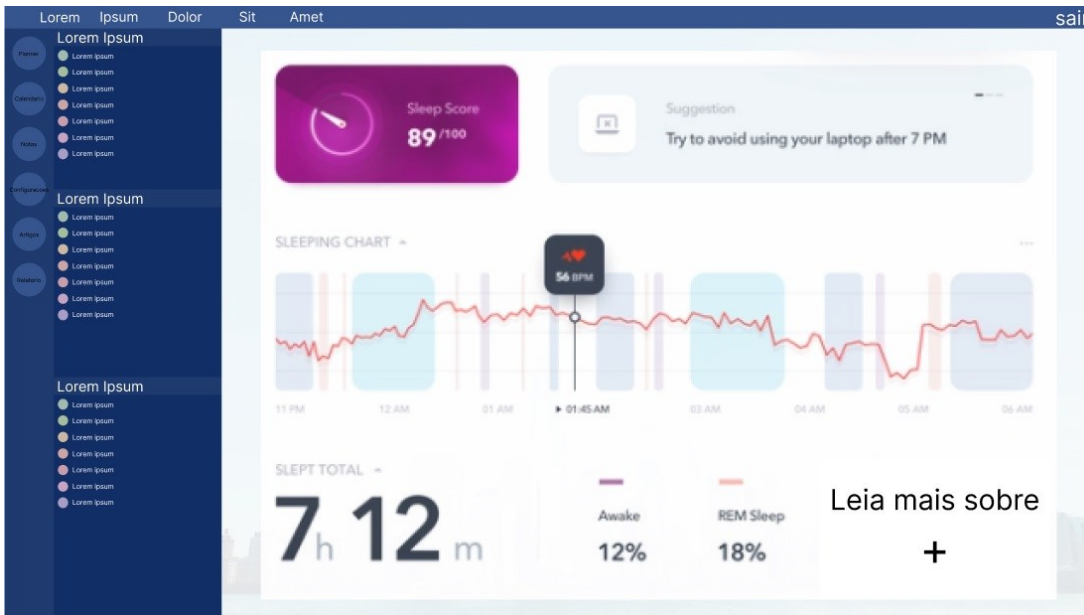 Lorem Ipsum Dolor Sit Amet sair
Planner
Calendario
Notas
Configurações
Artigos
Relatorio
Lorem Ipsum
Lorem ipsum
Lorem ipsum
Lorem ipsum
Lorem ipsum
Lorem ipsum
Lorem ipsum
Lorem ipsum
Lorem Ipsum
Lorem ipsum
Lorem ipsum
Lorem ipsum
Lorem ipsum
Lorem ipsum
Lorem ipsum
Lorem ipsum
Lorem Ipsum
Lorem ipsum
Lorem ipsum
Lorem ipsum
Lorem ipsum
Lorem ipsum
Lorem ipsum
Lorem ipsum
Sleep Score
89 /100
Suggestion
Try to avoid using your laptop after 7 PM
SLEEPING CHART
56 BPM
11 PM 12 AM 01 AM 01:45 AM 03 AM 04 AM 05 AM 06 AM
SLEPT TOTAL
7h 12m
Awake
12%
REM Sleep
18%
Leia mais sobre
+